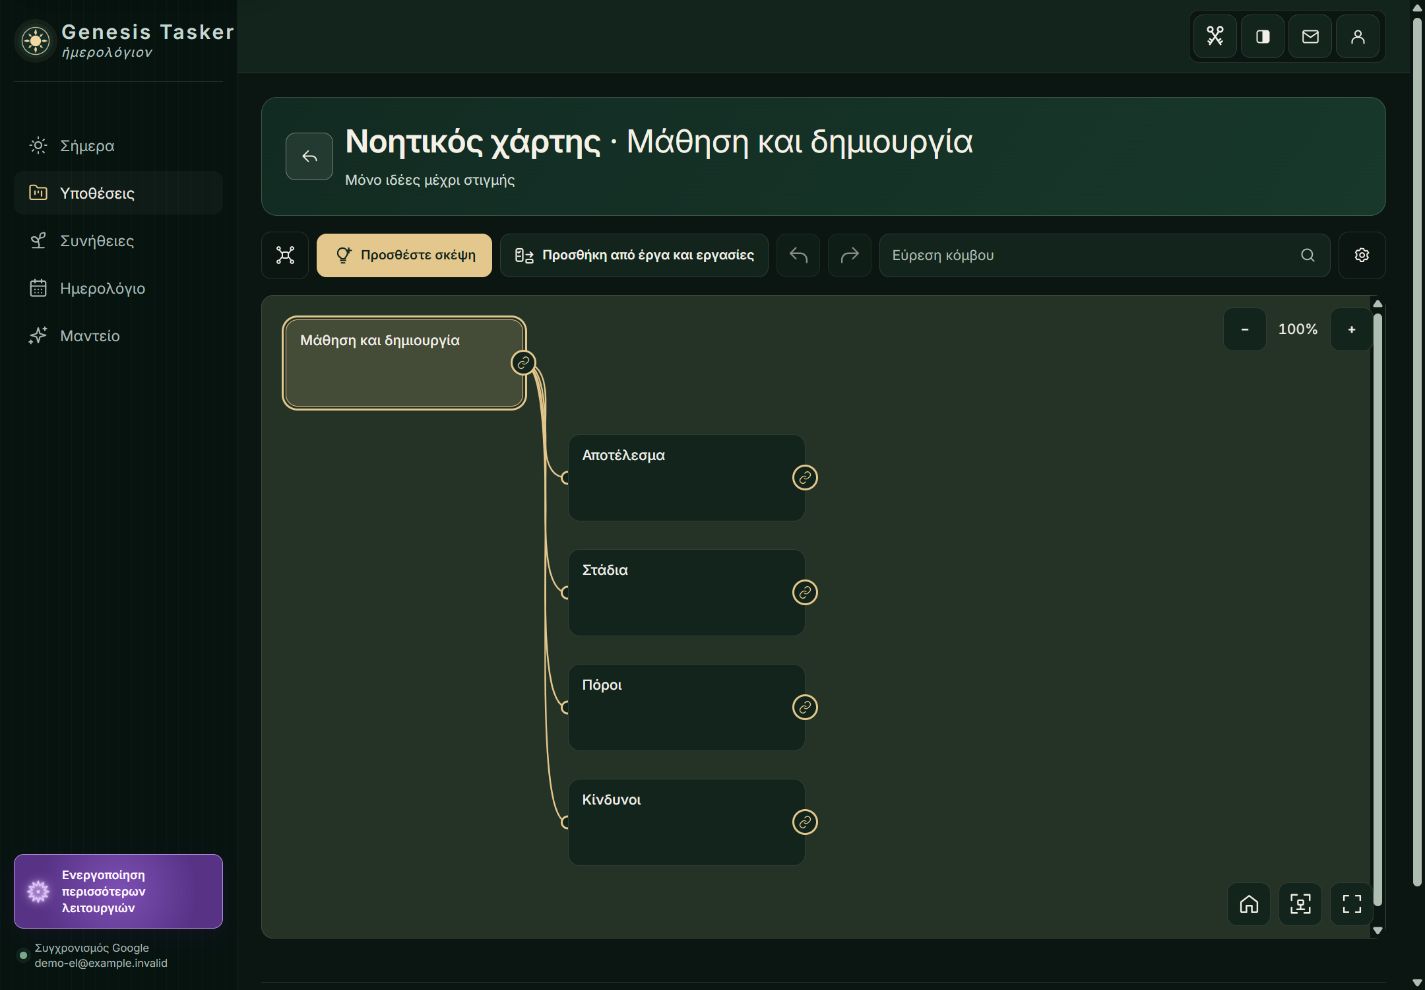 Genesis Tasker
ἡμερολόγιον
Σήμερα
Υποθέσεις
Συνήθειες
Ημερολόγιο
Μαντείο
Ενεργοποίηση
περισσότερων
λειτουργιών
Συγχρονισμός Google
demo-el@example.invalid
Νοητικός χάρτης · Μάθηση και δημιουργία
Μόνο ιδέες μέχρι στιγμής
Προσθέστε σκέψη
Προσθήκη από έργα και εργασίες
Εύρεση κόμβου
Μάθηση και δημιουργία
− 100% +
Αποτέλεσμα
Στάδια
Πόροι
Κίνδυνοι